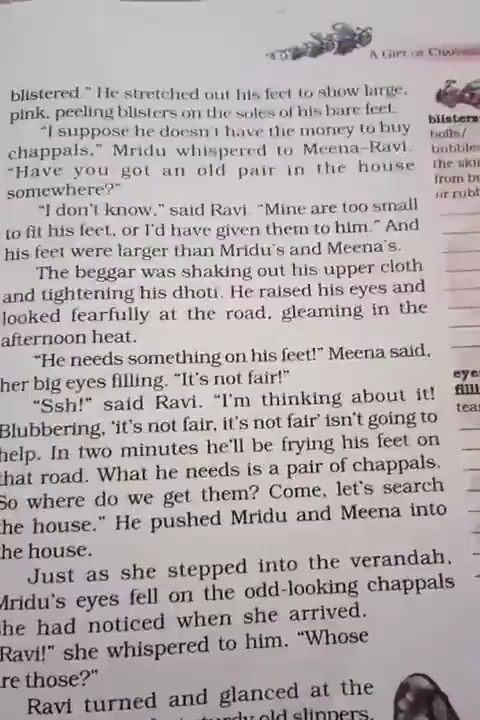 A GIFT OF CHAPPALS
blistered." He stretched out his feet to show large,
pink, peeling blisters on the soles of his bare feet.
"I suppose he doesn't have the money to buy
chappals," Mridu whispered to Meena-Ravi.
"Have you got an old pair in the house
somewhere?"
"I don't know," said Ravi. "Mine are too small
to fit his feet, or I'd have given them to him." And
his feet were larger than Mridu's and Meena's.
The beggar was shaking out his upper cloth
and tightening his dhoti. He raised his eyes and
looked fearfully at the road, gleaming in the
afternoon heat.
"He needs something on his feet!" Meena said,
her big eyes filling. "It's not fair!"
"Ssh!" said Ravi. "I'm thinking about it!
Blubbering, 'it's not fair, it's not fair' isn't going to
help. In two minutes he'll be frying his feet on
that road. What he needs is a pair of chappals.
So where do we get them? Come, let's search
the house." He pushed Mridu and Meena into
the house.
Just as she stepped into the verandah,
Mridu's eyes fell on the odd-looking chappals
she had noticed when she arrived.
"Ravi!" she whispered to him. "Whose
are those?"
Ravi turned and glanced at the
old slippers,
blisters
boils/
bubbles
the skin
from
or
eyes
filli
tea